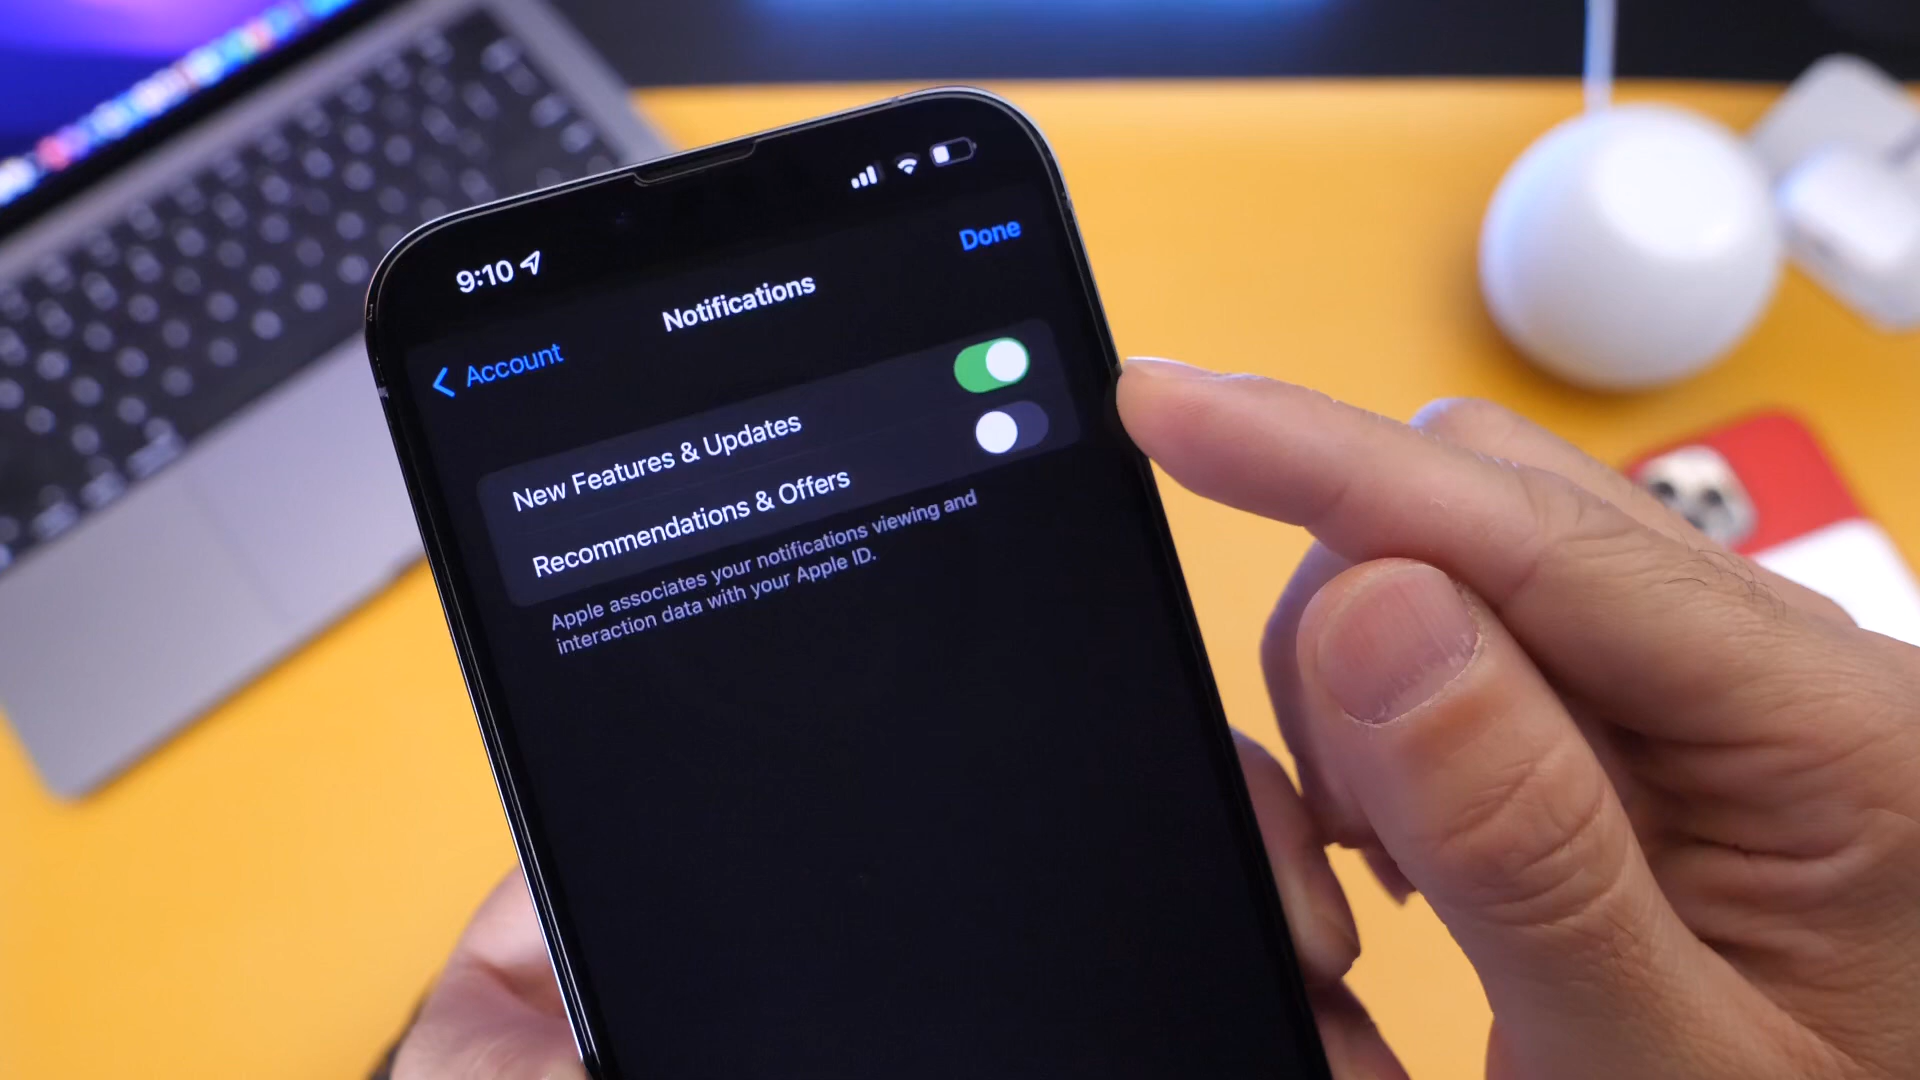 9:10
Done
Notifications
Account
New Features & Updates
Recommendations & Offers
Apple associates your notifications viewing and
interaction data with your Apple ID.